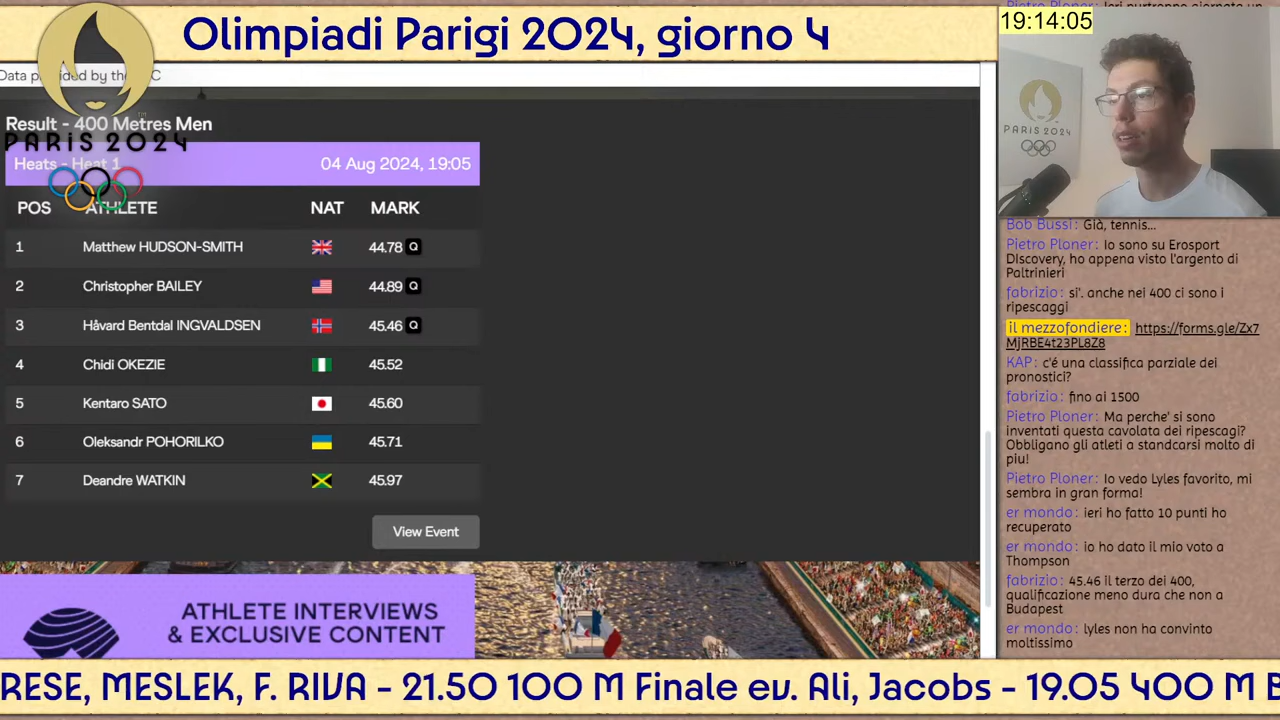 Olimpiadi Parigi 2024, giorno 4
19:14:05
Result - 400 Metres Men
PARIS 2024
Heats - Heat 1 04 Aug 2024, 19:05
POS ATHLETE NAT MARK
1 Matthew HUDSON-SMITH 44.78 Q
2 Christopher BAILEY 44.89 Q
3 Håvard Bentdal INGVALDSEN 45.46 Q
4 Chidi OKEZIE 45.52
5 Kentaro SATO 45.60
6 Oleksandr POHORILKO 45.71
7 Deandre WATKIN 45.97
View Event
ATHLETE INTERVIEWS
& EXCLUSIVE CONTENT
PARIS 2024
Bob Bussi: Già, tennis...
Pietro Ploner: Io sono su Erosport
DIscovery, ho appena visto l'argento di
Paltrinieri
fabrizio: si'. anche nei 400 ci sono i
ripescaggi
il mezzofondiere: https://forms.gle/Zx7
MjRBE4t23PL8Z8
KAP: c'é una classifica parziale dei
pronostici?
fabrizio: fino ai 1500
Pietro Ploner: Ma perche' si sono
inventati questa cavolata dei ripescagi?
Obbligano gli atleti a standcarsi molto di
piu!
Pietro Ploner: Io vedo Lyles favorito, mi
sembra in gran forma!
er mondo: ieri ho fatto 10 punti ho
recuperato
er mondo: io ho dato il mio voto a
Thompson
fabrizio: 45.46 il terzo dei 400,
qualificazione meno dura che non a
Budapest
er mondo: lyles non ha convinto
moltissimo
RESE, MESLEK, F. RIVA - 21.50 100 M Finale ev. Ali, Jacobs - 19.05 400 M